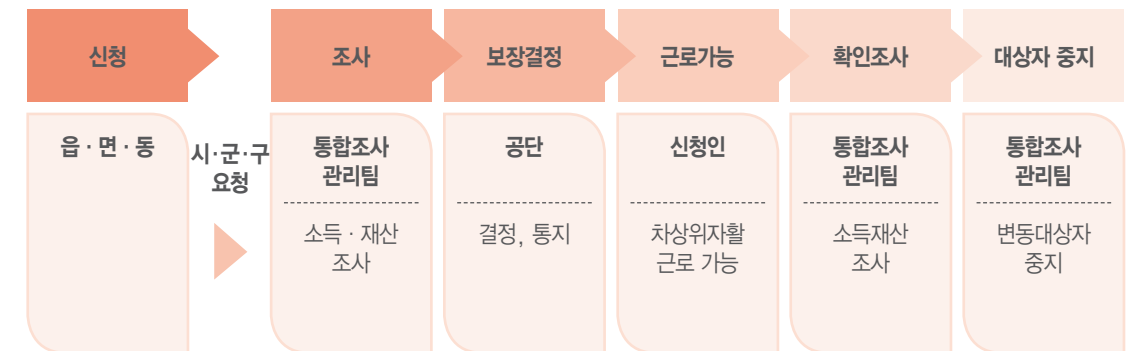 신청
조사
보장결정
근로가능
확인조사
대상자 중지
읍 · 면 · 동
시·군·구
요청
통합조사
관리팀
소득 · 재산
조사
공단
결정, 통지
신청인
차상위자활
근로 가능
통합조사
관리팀
소득재산
조사
통합조사
관리팀
변동대상자
중지